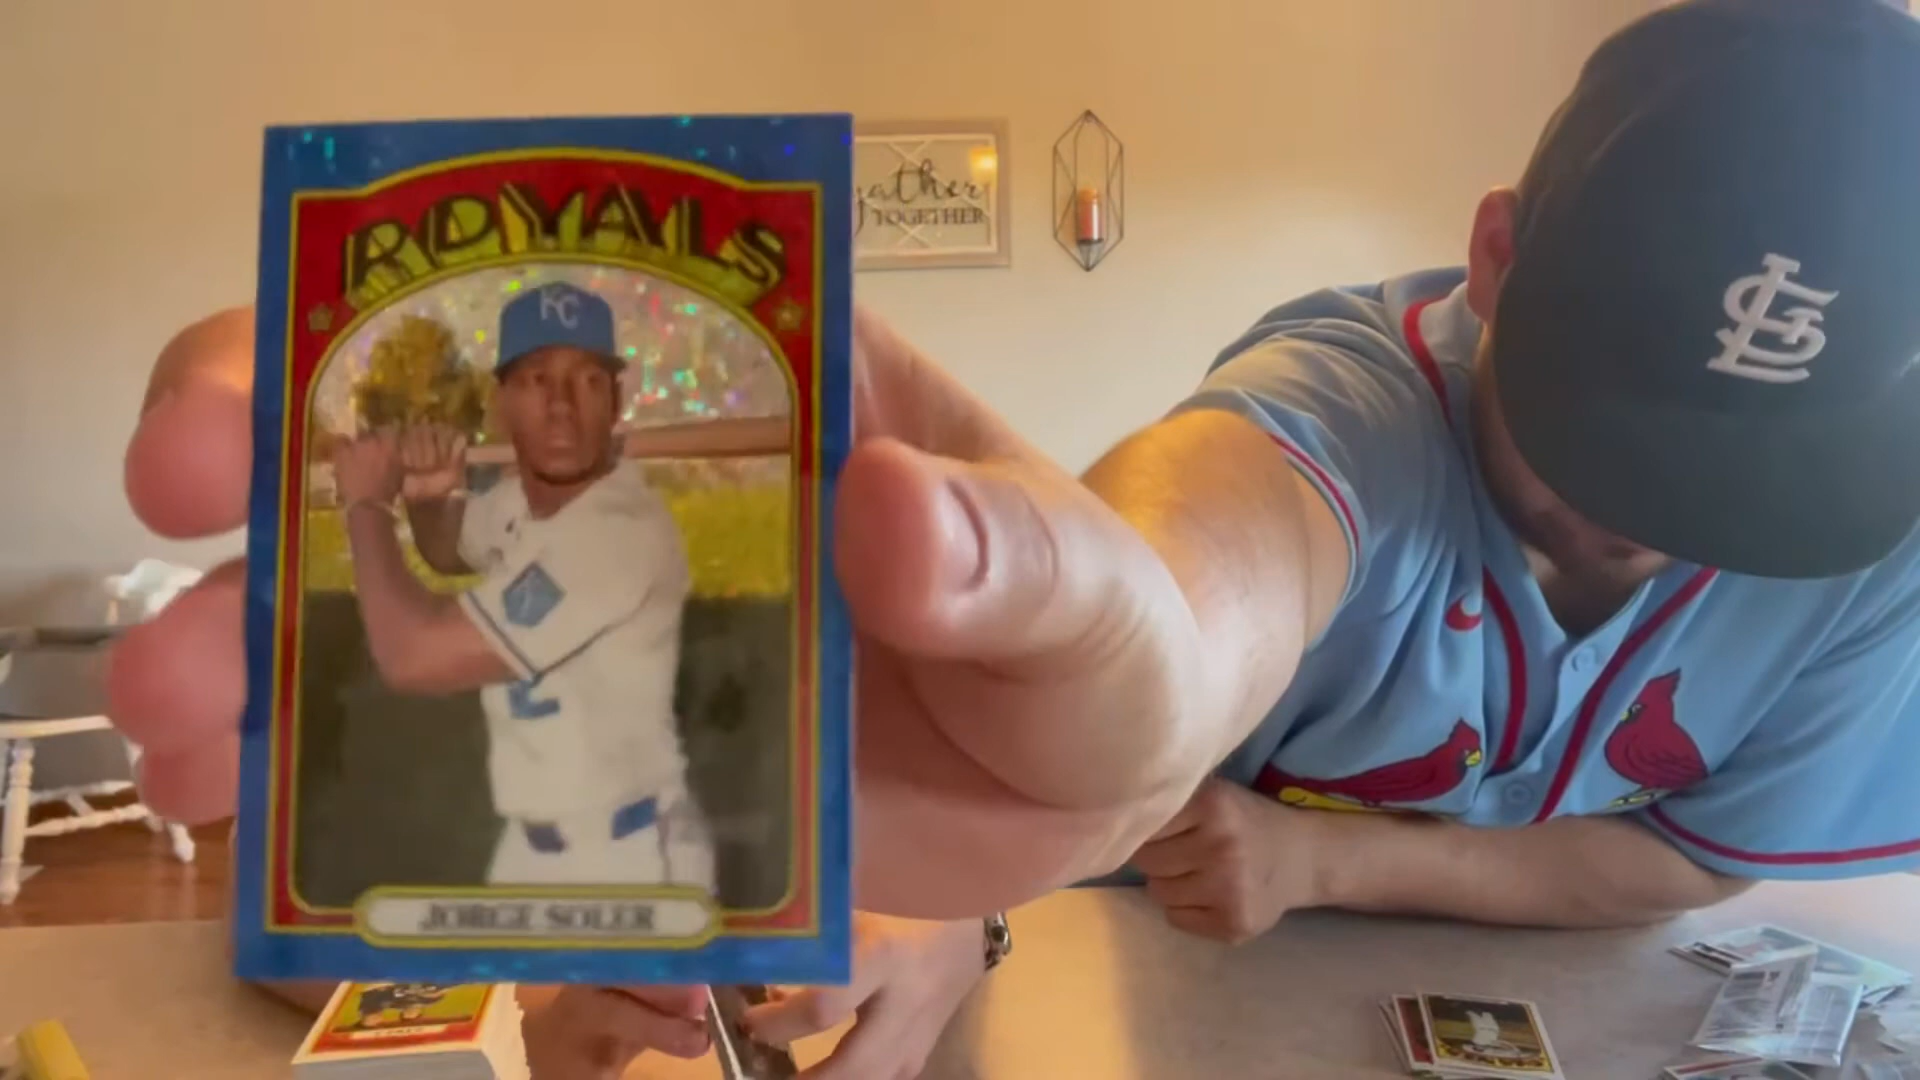 ROYALS
KC
JORGE SOLER
gather
TOGETHER
STL